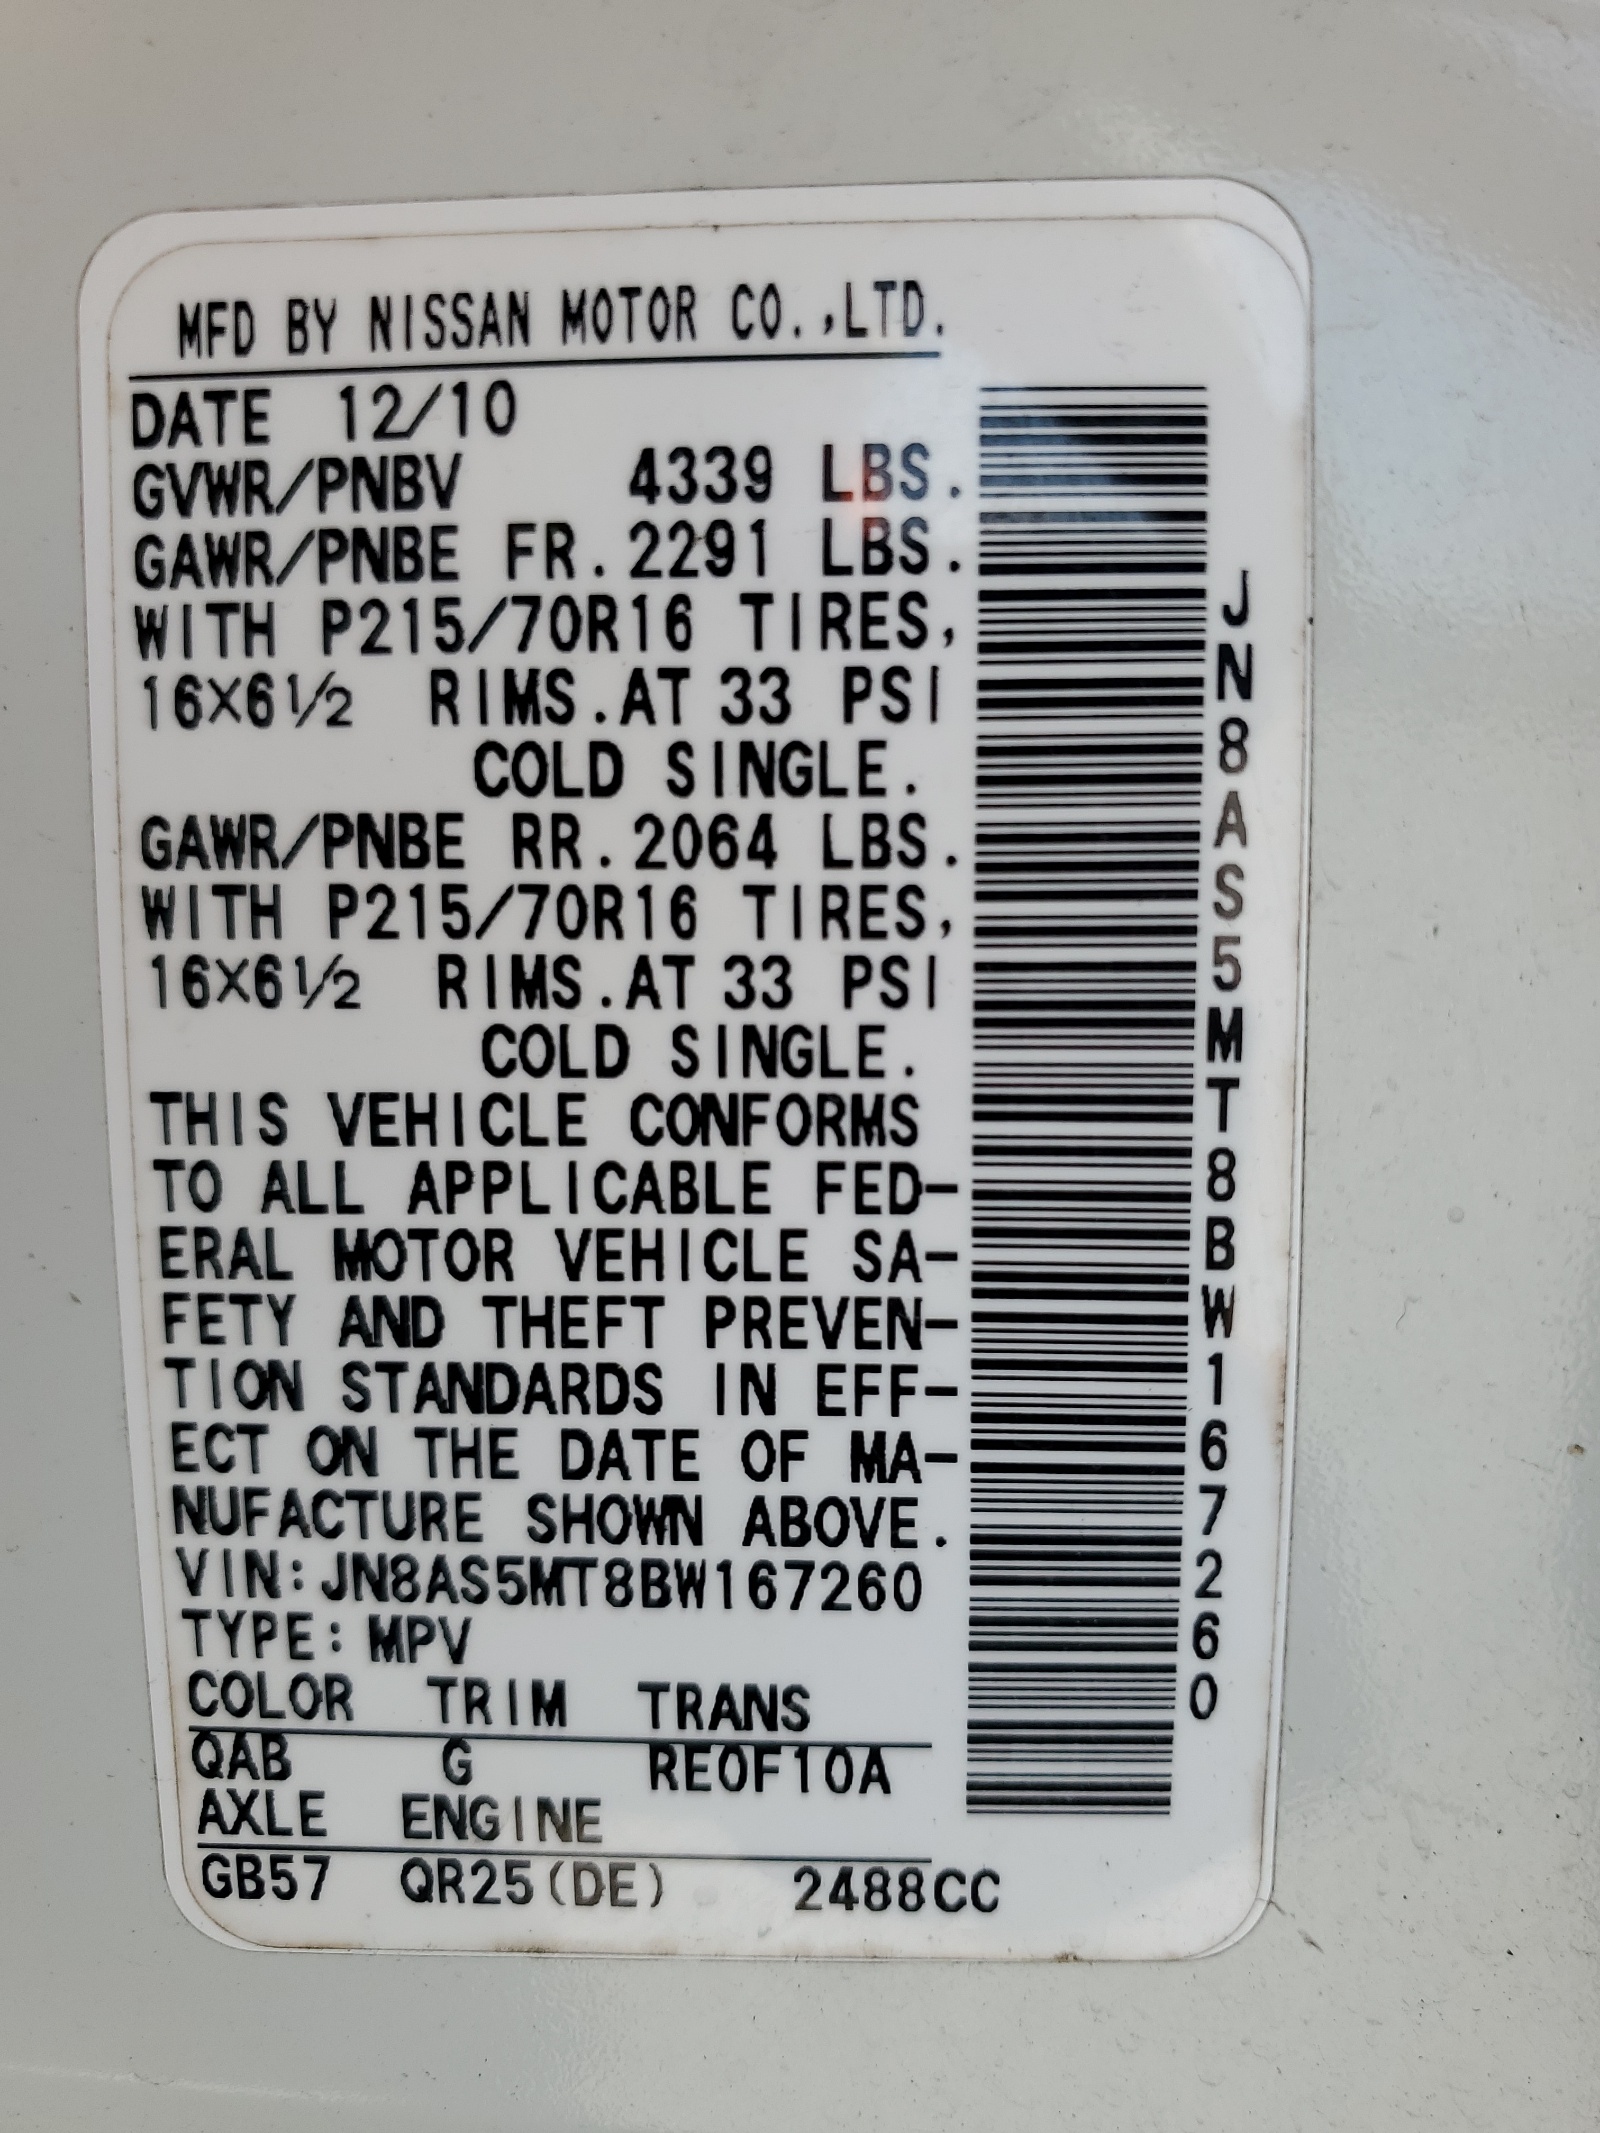 MFD BY NISSAN MOTOR CO.,LTD.
DATE 12/10
GVWR/PNBV 4339 LBS.
GAWR/PNBE FR.2291 LBS.
WITH P215/70R16 TIRES,
16X6½ RIMS.AT 33 PSI
COLD SINGLE.
GAWR/PNBE RR.2064 LBS.
WITH P215/70R16 TIRES,
16X6½ RIMS.AT 33 PSI
COLD SINGLE.
THIS VEHICLE CONFORMS
TO ALL APPLICABLE FED-
ERAL MOTOR VEHICLE SA-
FETY AND THEFT PREVEN-
TION STANDARDS IN EFF-
ECT ON THE DATE OF MA-
NUFACTURE SHOWN ABOVE.
VIN:JN8AS5MT8BW167260
TYPE:MPV
COLOR TRIM TRANS
QAB G RE0F10A
AXLE ENGINE
GB57 QR25(DE) 2488CC
JN8AS5MT8BW167260